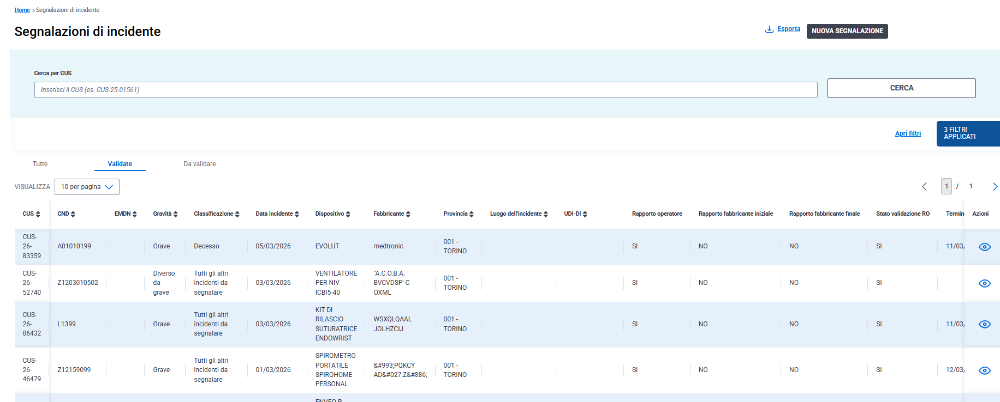 Home > Segnalazioni di incidente
Segnalazioni di incidente
Esporta
NUOVA SEGNALAZIONE
Cerca per CUS
Inserisci il CUS (es. CUS-25-01561)
CERCA
Apri filtri
3 FILTRI
APPLICATI
Tutte
Validate
Da validare
VISUALIZZA
10 per pagina
1 / 1
CUS CND EMDN Gravità Classificazione Data incidente Dispositivo Fabbricante Provincia Luogo dell'incidente UDI-DI Rapporto operatore Rapporto fabbricante iniziale Rapporto fabbricante finale Stato validazione RO Termin Azioni
CUS-
26-
83359
A01010199
Grave
Decesso
05/03/2026
EVOLUT
medtronic
001 -
TORINO
SI
NO
NO
SI
11/03/
CUS-
26-
52740
Z1203010502
Diverso
da
grave
Tutti gli altri
incidenti da
segnalare
03/03/2026
VENTILATORE
PER NIV
ICBI5-40
"A.C.O.B.A.
BVCVDSP' C
OXML
001 -
TORINO
SI
NO
NO
SI
CUS-
26-
86432
L1399
Grave
Tutti gli altri
incidenti da
segnalare
03/03/2026
KIT DI
RILASCIO
SUTURATRICE
ENDOWRIST
WSXQLQAAL
JOLHZCIJ
001 -
TORINO
SI
NO
NO
SI
11/03/
CUS-
26-
46479
Z12159099
Grave
Tutti gli altri
incidenti da
segnalare
01/03/2026
SPIROMETRO
PORTATILE
SPIROHOME
PERSONAL
&#993;PQKCY
AD&#027;Z&#886;
001 -
TORINO
SI
NO
NO
SI
12/03/